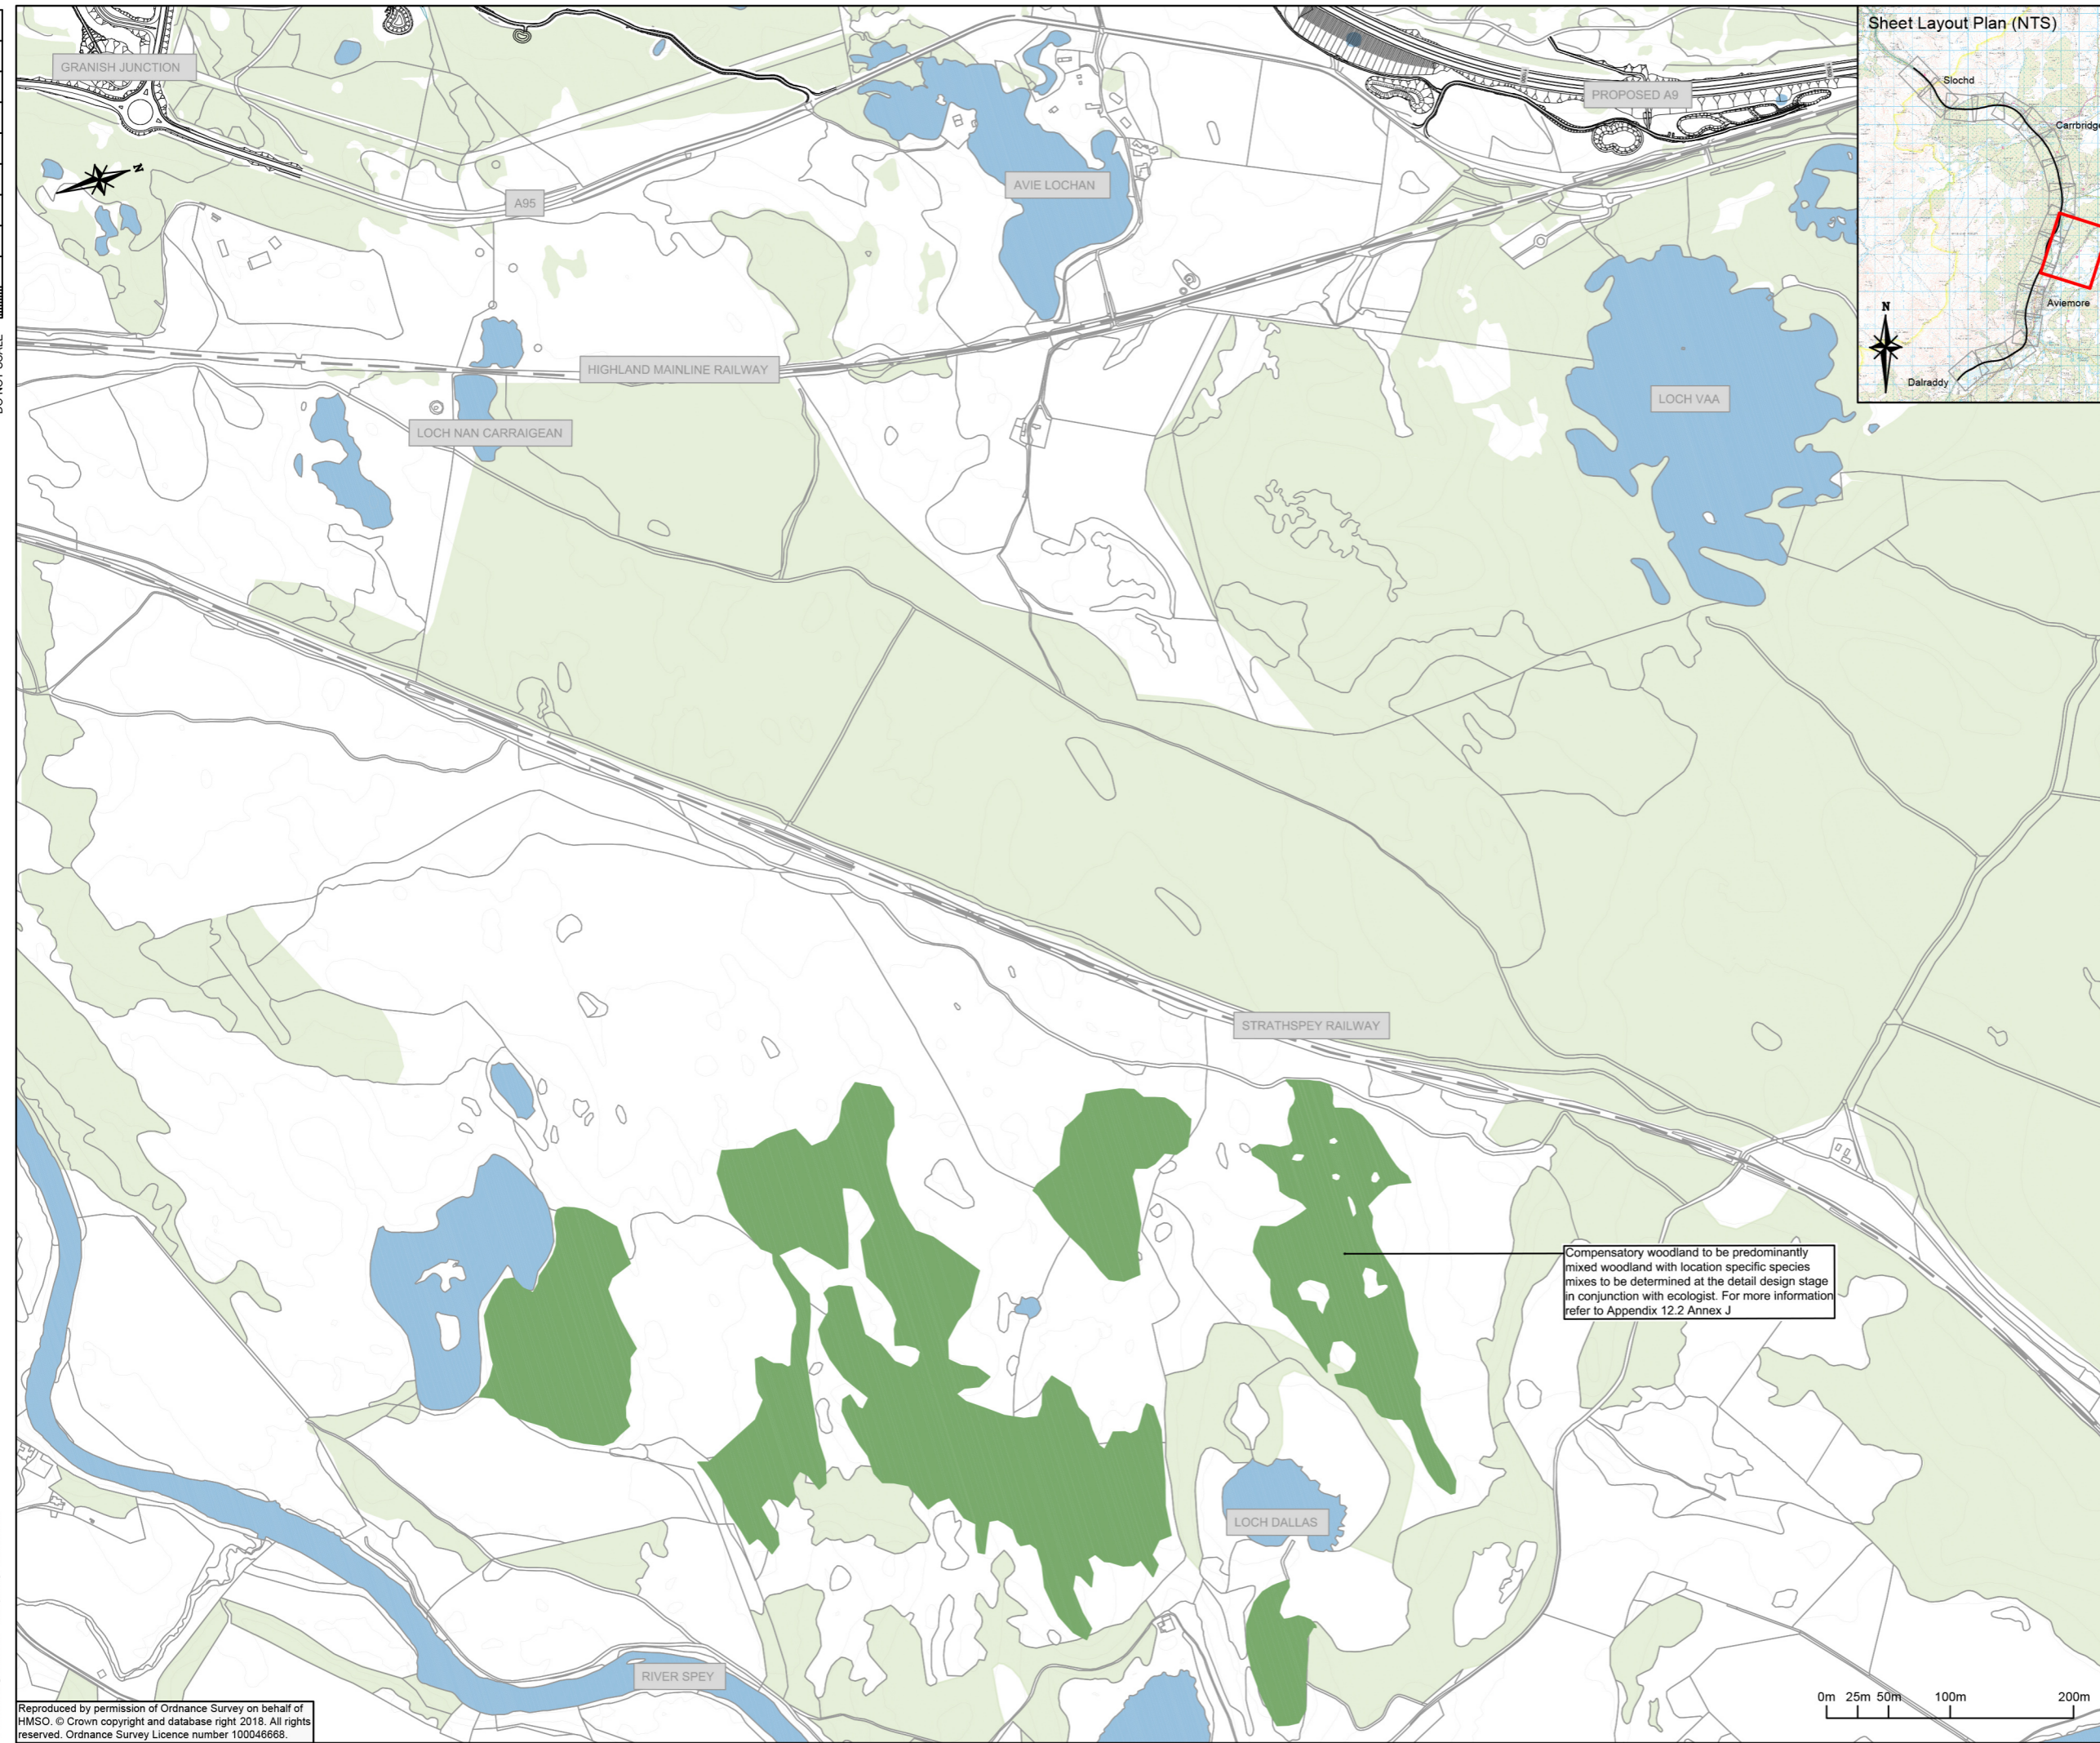 Sheet Layout Plan (NTS)
Slochd
Carrbridge
Aviemore
N
Dalraddy
GRANISH JUNCTION
PROPOSED A9
N
A95
AVIE LOCHAN
HIGHLAND MAINLINE RAILWAY
LOCH VAA
LOCH NAN CARRAIGEAN
STRATHSPEY RAILWAY
Compensatory woodland to be predominantly
mixed woodland with location specific species
mixes to be determined at the detail design stage
in conjunction with ecologist. For more information
refer to Appendix 12.2 Annex J
LOCH DALLAS
RIVER SPEY
0m 25m 50m 100m 200m
Reproduced by permission of Ordnance Survey on behalf of
HMSO. © Crown copyright and database right 2018. All rights
reserved. Ordnance Survey Licence number 100046668.